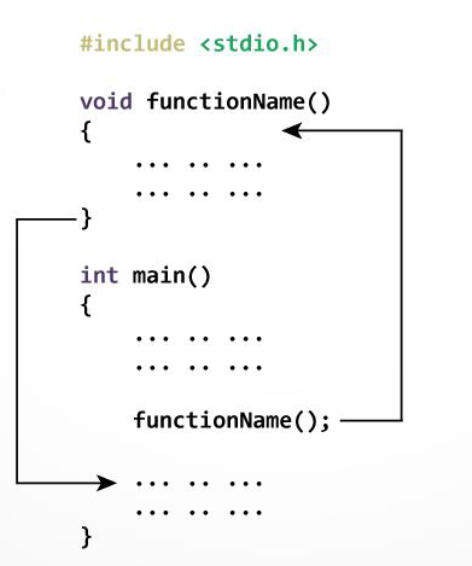 #include <stdio.h>
void functionName()
{
... .. ...
... .. ...
}
int main()
{
... .. ...
... .. ...
functionName();
... .. ...
... .. ...
}